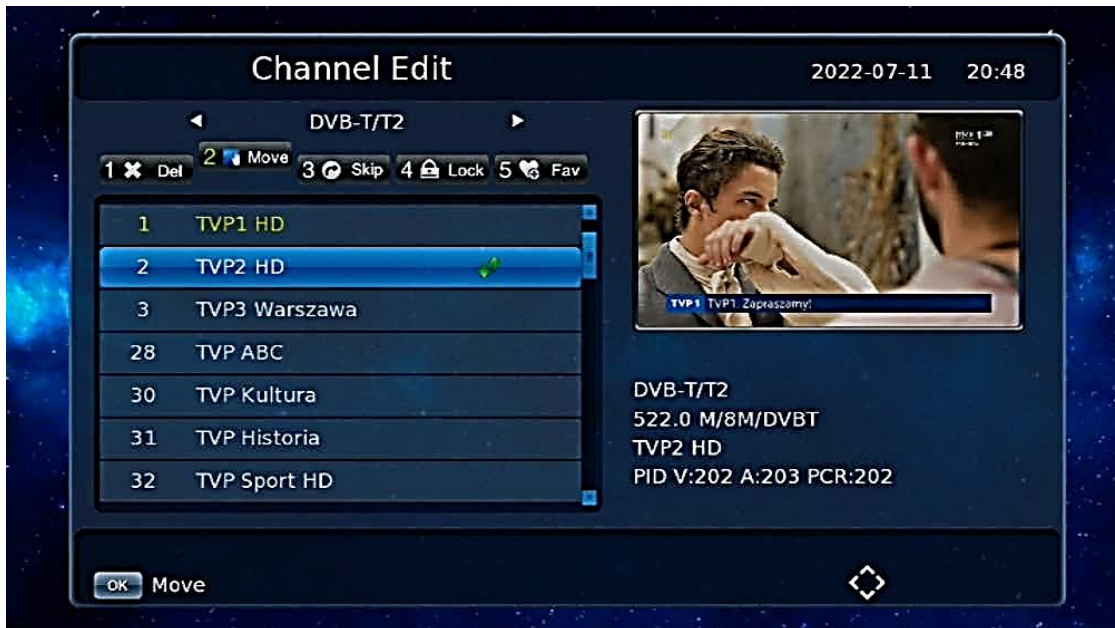 Channel Edit
2022-07-11 20:48
DVB-T/T2
1 Del 2 Move 3 Skip 4 Lock 5 Fav
1 TVP1 HD
2 TVP2 HD
3 TVP3 Warszawa
28 TVP ABC
30 TVP Kultura
31 TVP Historia
32 TVP Sport HD
TVP1 TVP1. Zapraszamy!
DVB-T/T2
522.0 M/8M/DVBT
TVP2 HD
PID V:202 A:203 PCR:202
OK Move